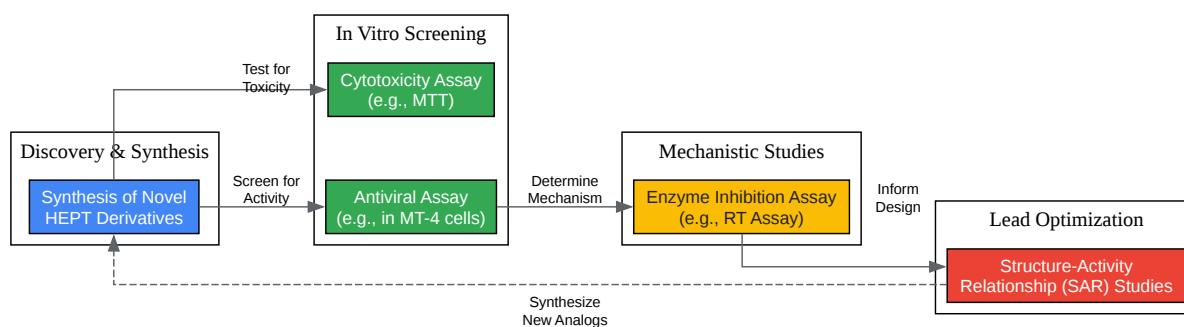 In Vitro Screening
Test for
Toxicity
Cytotoxicity Assay
(e.g., MTT)
Discovery & Synthesis
Synthesis of Novel
HEPT Derivatives
Screen for
Activity
Antiviral Assay
(e.g., in MT-4 cells)
Determine
Mechanism
Mechanistic Studies
Enzyme Inhibition Assay
(e.g., RT Assay)
Inform
Design
Lead Optimization
Structure-Activity
Relationship (SAR) Studies
Synthesize
New Analogs